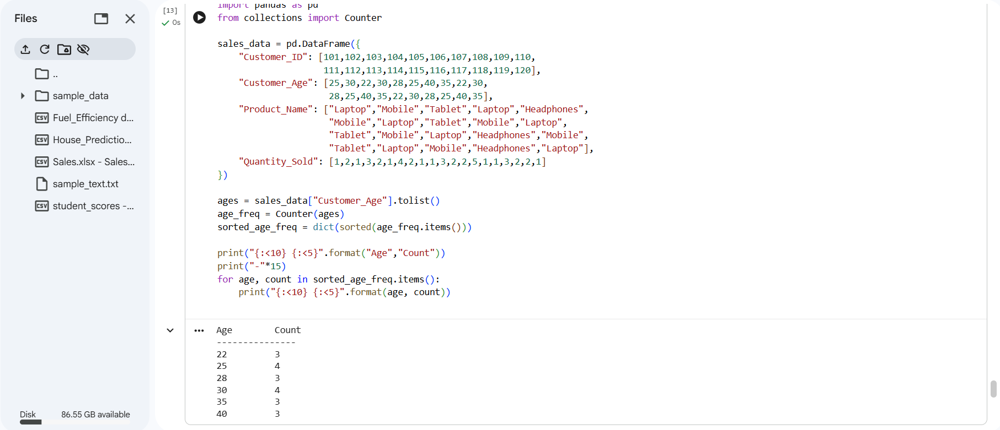 Files
..
sample_data
Fuel_Efficiency d...
House_Predictio...
Sales.xlsx - Sales...
sample_text.txt
student_scores -...
Disk 86.55 GB available
[13]
0s
import pandas as pd
from collections import Counter
sales_data = pd.DataFrame({
    "Customer_ID": [101,102,103,104,105,106,107,108,109,110,
                    111,112,113,114,115,116,117,118,119,120],
    "Customer_Age": [25,30,22,30,28,25,40,35,22,30,
                     28,25,40,35,22,30,28,25,40,35],
    "Product_Name": ["Laptop","Mobile","Tablet","Laptop","Headphones",
                     "Mobile","Laptop","Tablet","Mobile","Laptop",
                     "Tablet","Mobile","Laptop","Headphones","Mobile",
                     "Tablet","Laptop","Mobile","Headphones","Laptop"],
    "Quantity_Sold": [1,2,1,3,2,1,4,2,1,1,3,2,2,5,1,1,3,2,2,1]
})
ages = sales_data["Customer_Age"].tolist()
age_freq = Counter(ages)
sorted_age_freq = dict(sorted(age_freq.items()))
print("{:<10} {:<5}".format("Age","Count"))
print("-"*15)
for age, count in sorted_age_freq.items():
    print("{:<10} {:<5}".format(age, count))
Age        Count
---------------
22         3
25         4
28         3
30         4
35         3
40         3